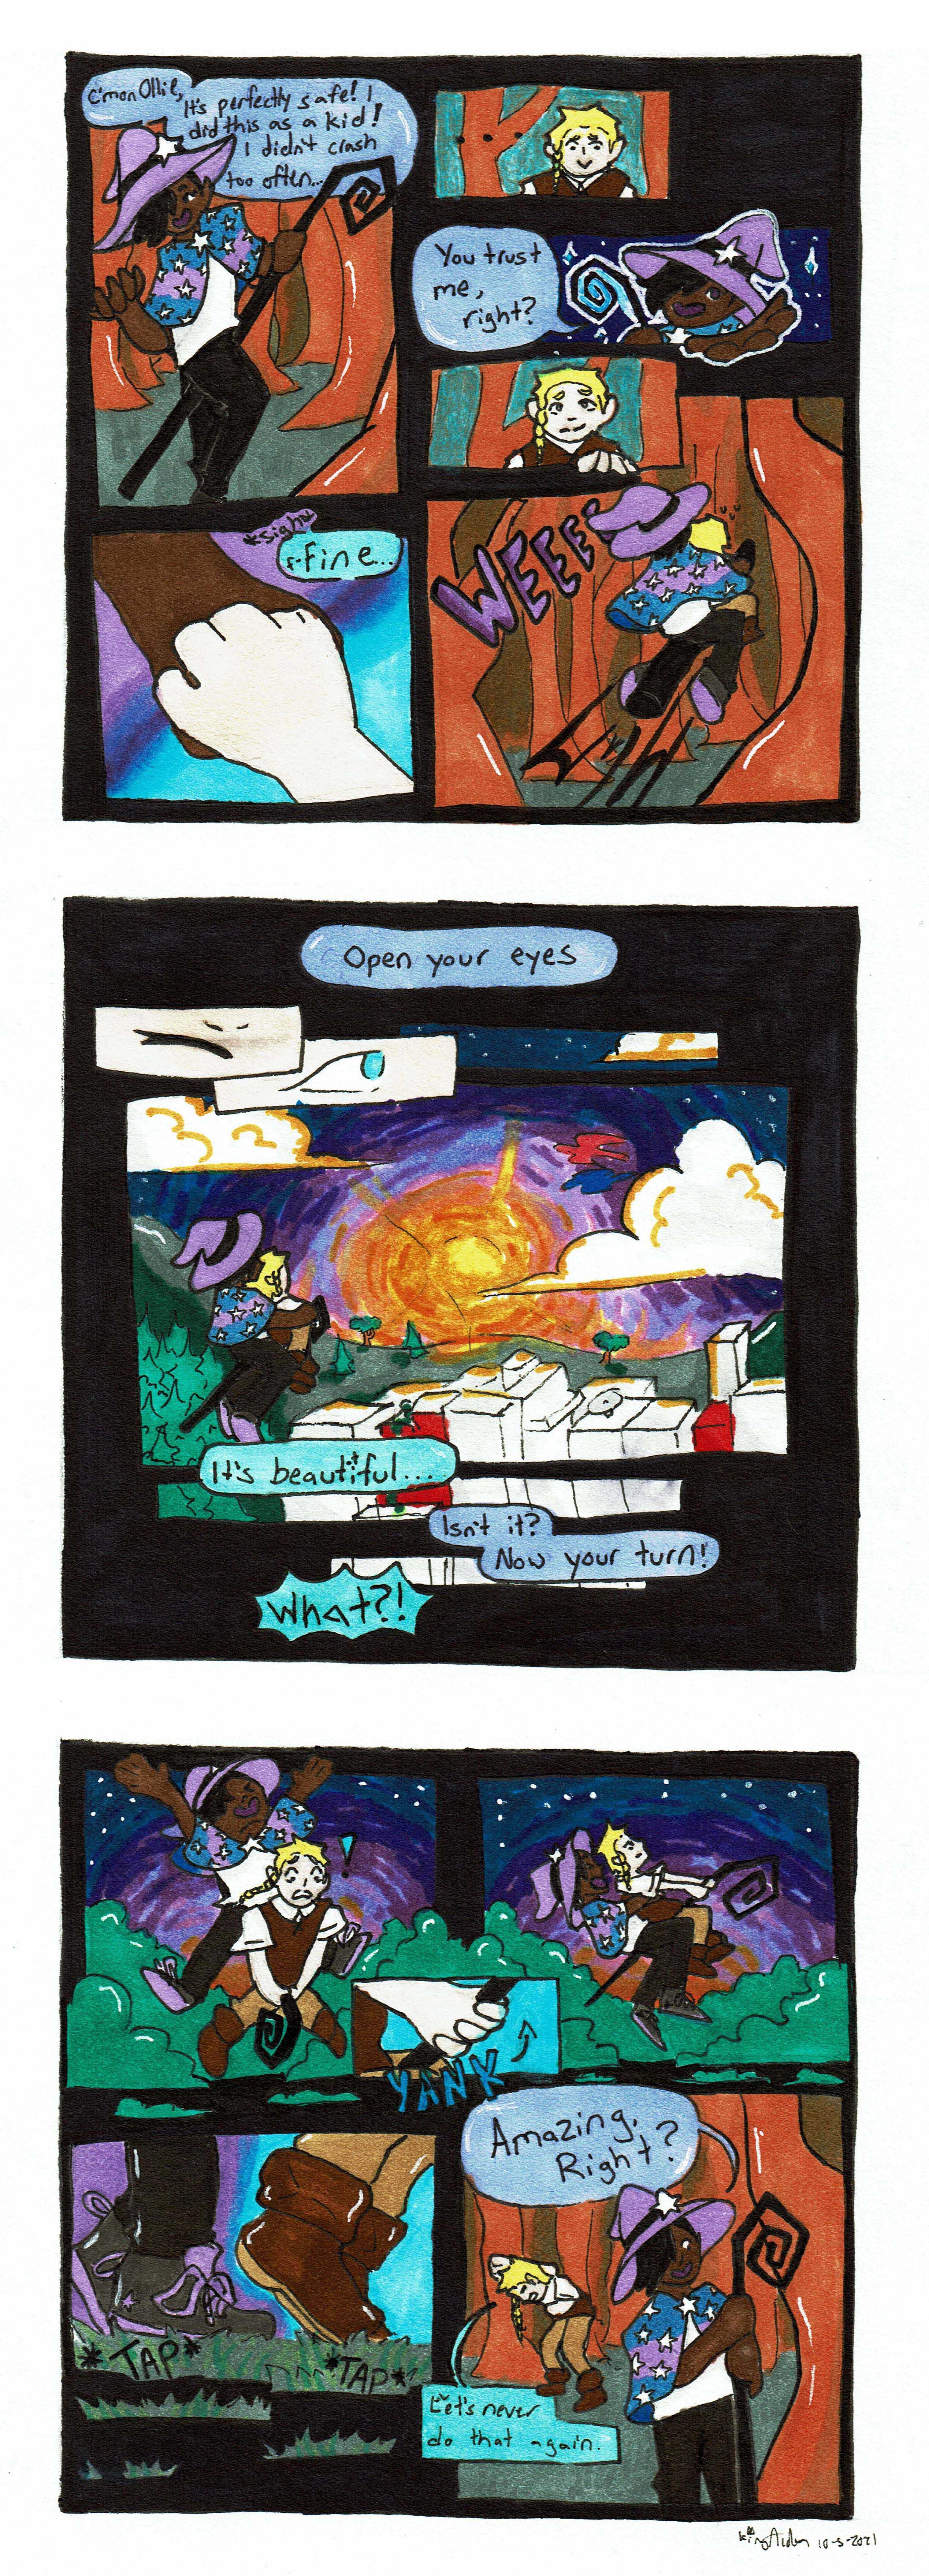 C'mon Ollie,
It's perfectly safe! I
did this as a kid!
I didn't crash
too often...
You trust
me,
right?
*sigh*
Fine...
WEEEE
Open your eyes
It's beautiful...
Isn't it?
Now your turn!
What?!
!
YANK
*TAP*
*TAP*
Amazing,
Right?
Let's never
do that again.
10-5-2021